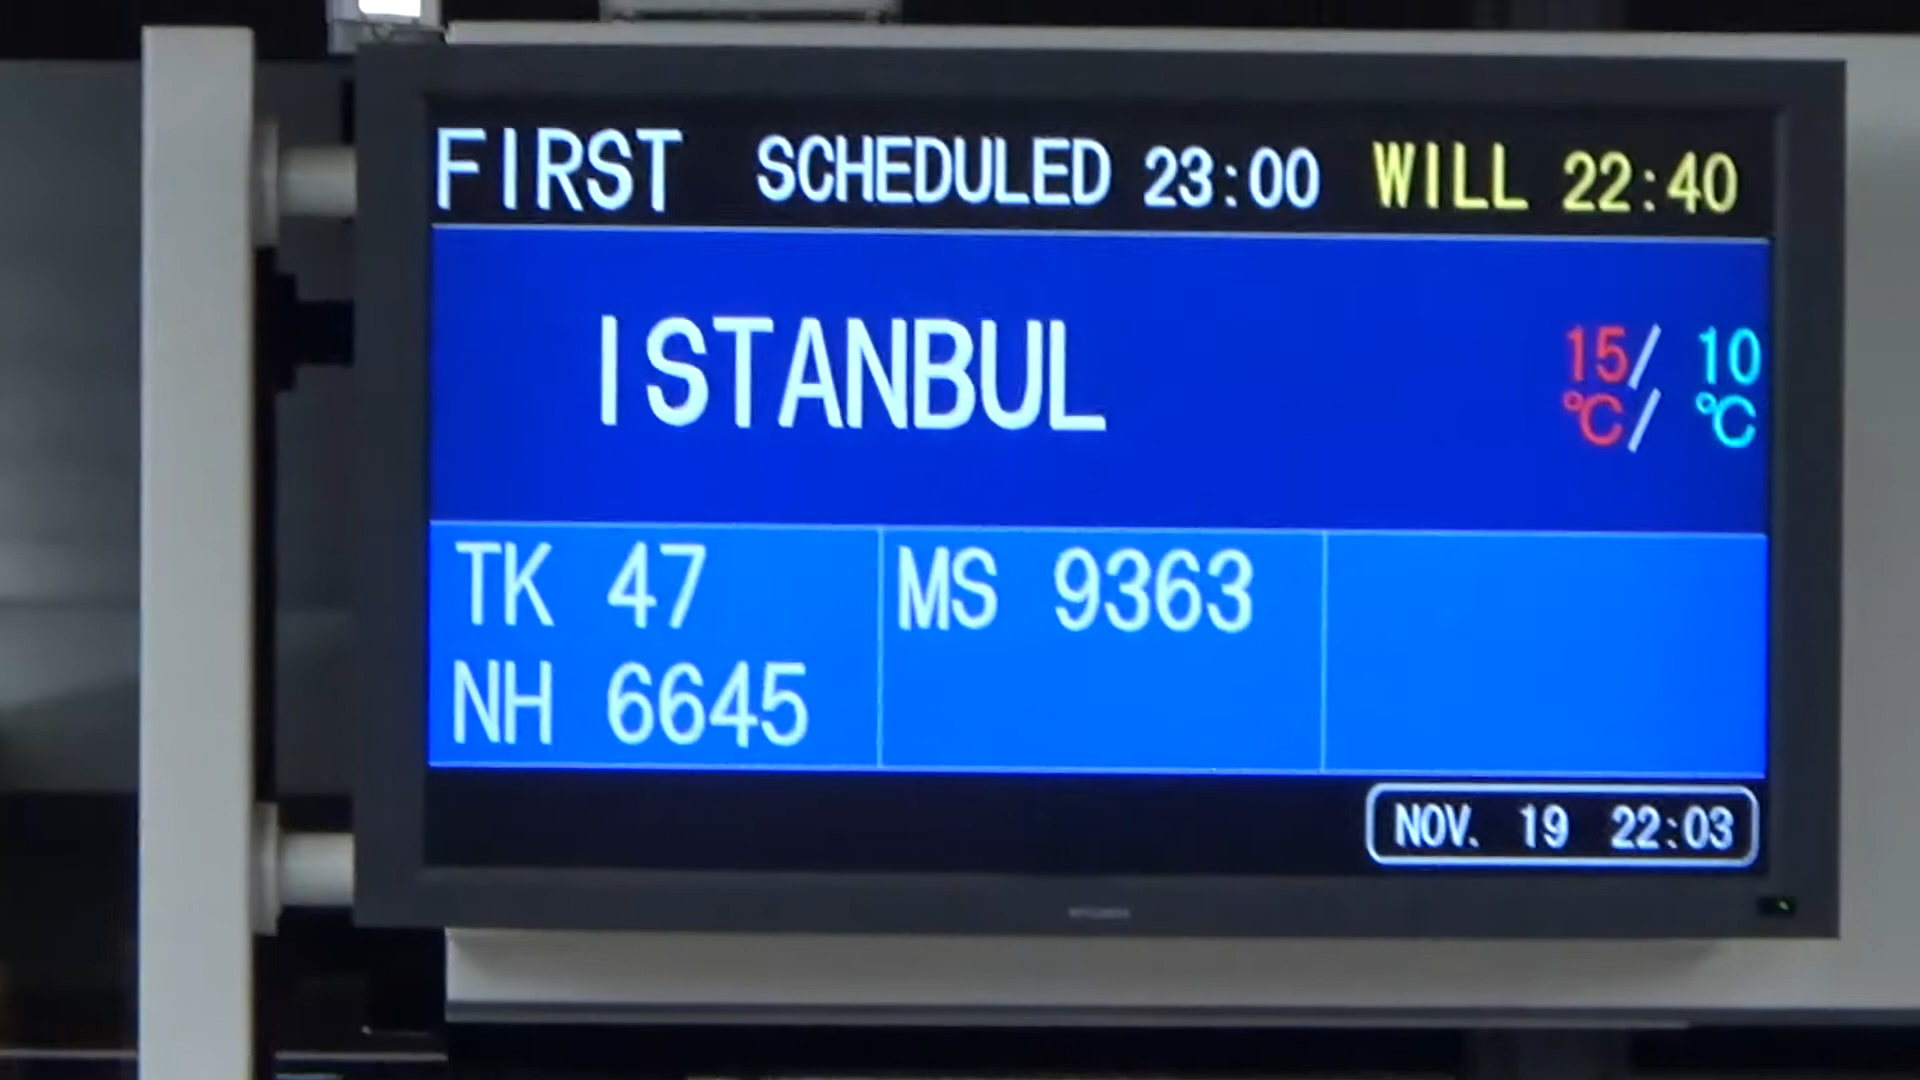 FIRST SCHEDULED 23:00 WILL 22:40
ISTANBUL
15/ 10
℃/ ℃
TK 47 MS 9363
NH 6645
NOV. 19 22:03